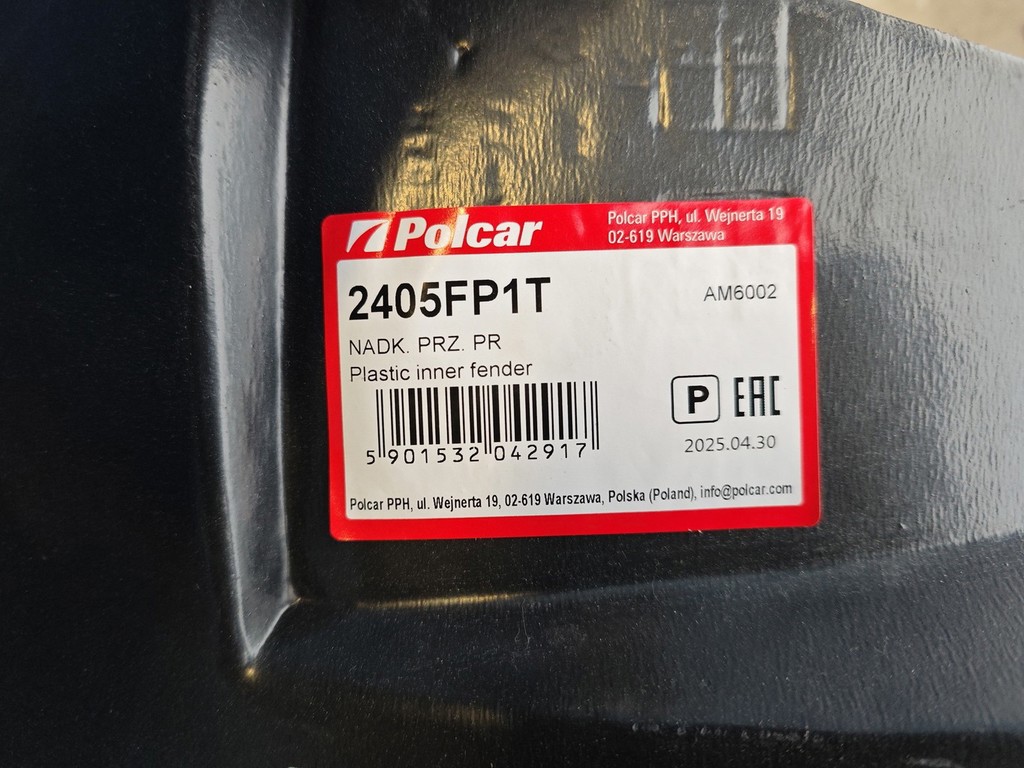 Polcar
Polcar PPH, ul. Wejnerta 19
02-619 Warszawa
2405FP1T
AM6002
NADK. PRZ. PR
Plastic inner fender
P EAC
5 901532 042917
2025.04.30
Polcar PPH, ul. Wejnerta 19, 02-619 Warszawa, Polska (Poland), info@polcar.com